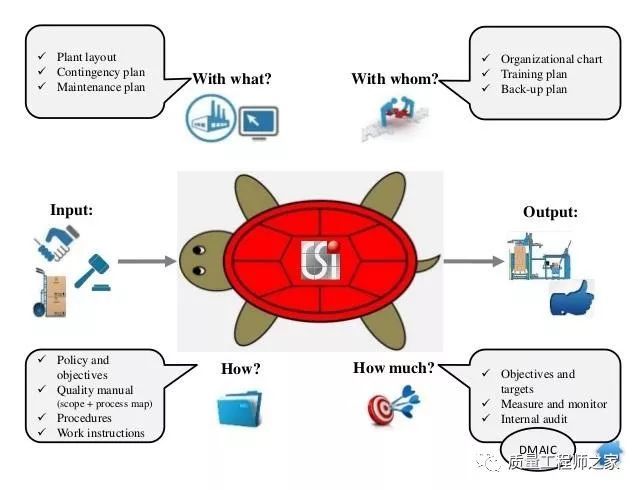 ✓ Plant layout
✓ Contingency plan
✓ Maintenance plan
With what?
With whom?
✓ Organizational chart
✓ Training plan
✓ Back-up plan
Input:
Output:
✓ Policy and
objectives
✓ Quality manual
(scope + process map)
✓ Procedures
✓ Work instructions
How?
How much?
✓ Objectives and
targets
✓ Measure and monitor
✓ Internal audit
DMAIC
质量工程师之家